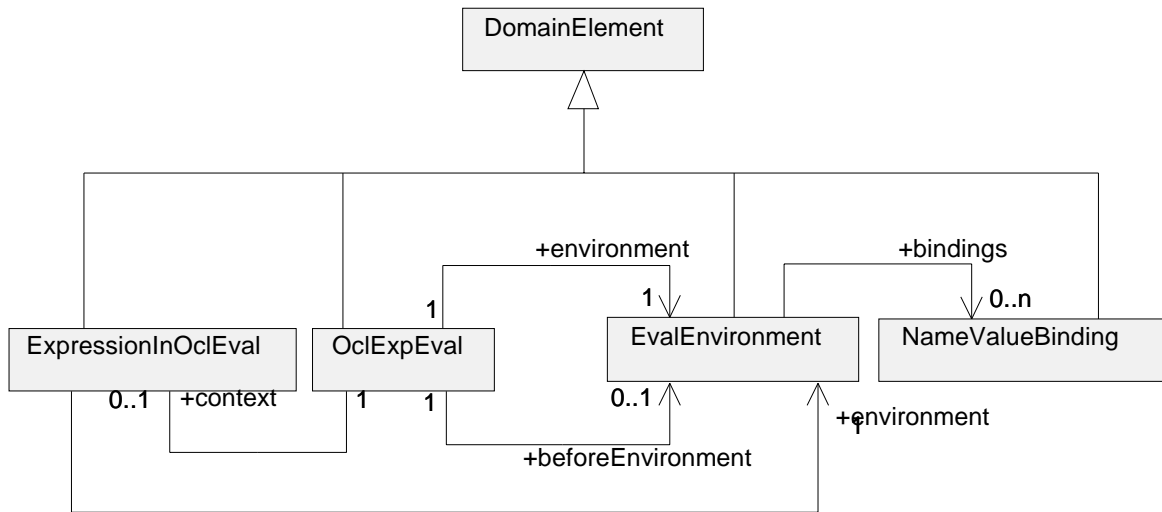 DomainElement
+environment
+bindings
1
1
0..n
ExpressionInOclEval
OclExpEval
EvalEnvironment
NameValueBinding
0..1
+context
1
1
0..1
+environment
1
+beforeEnvironment